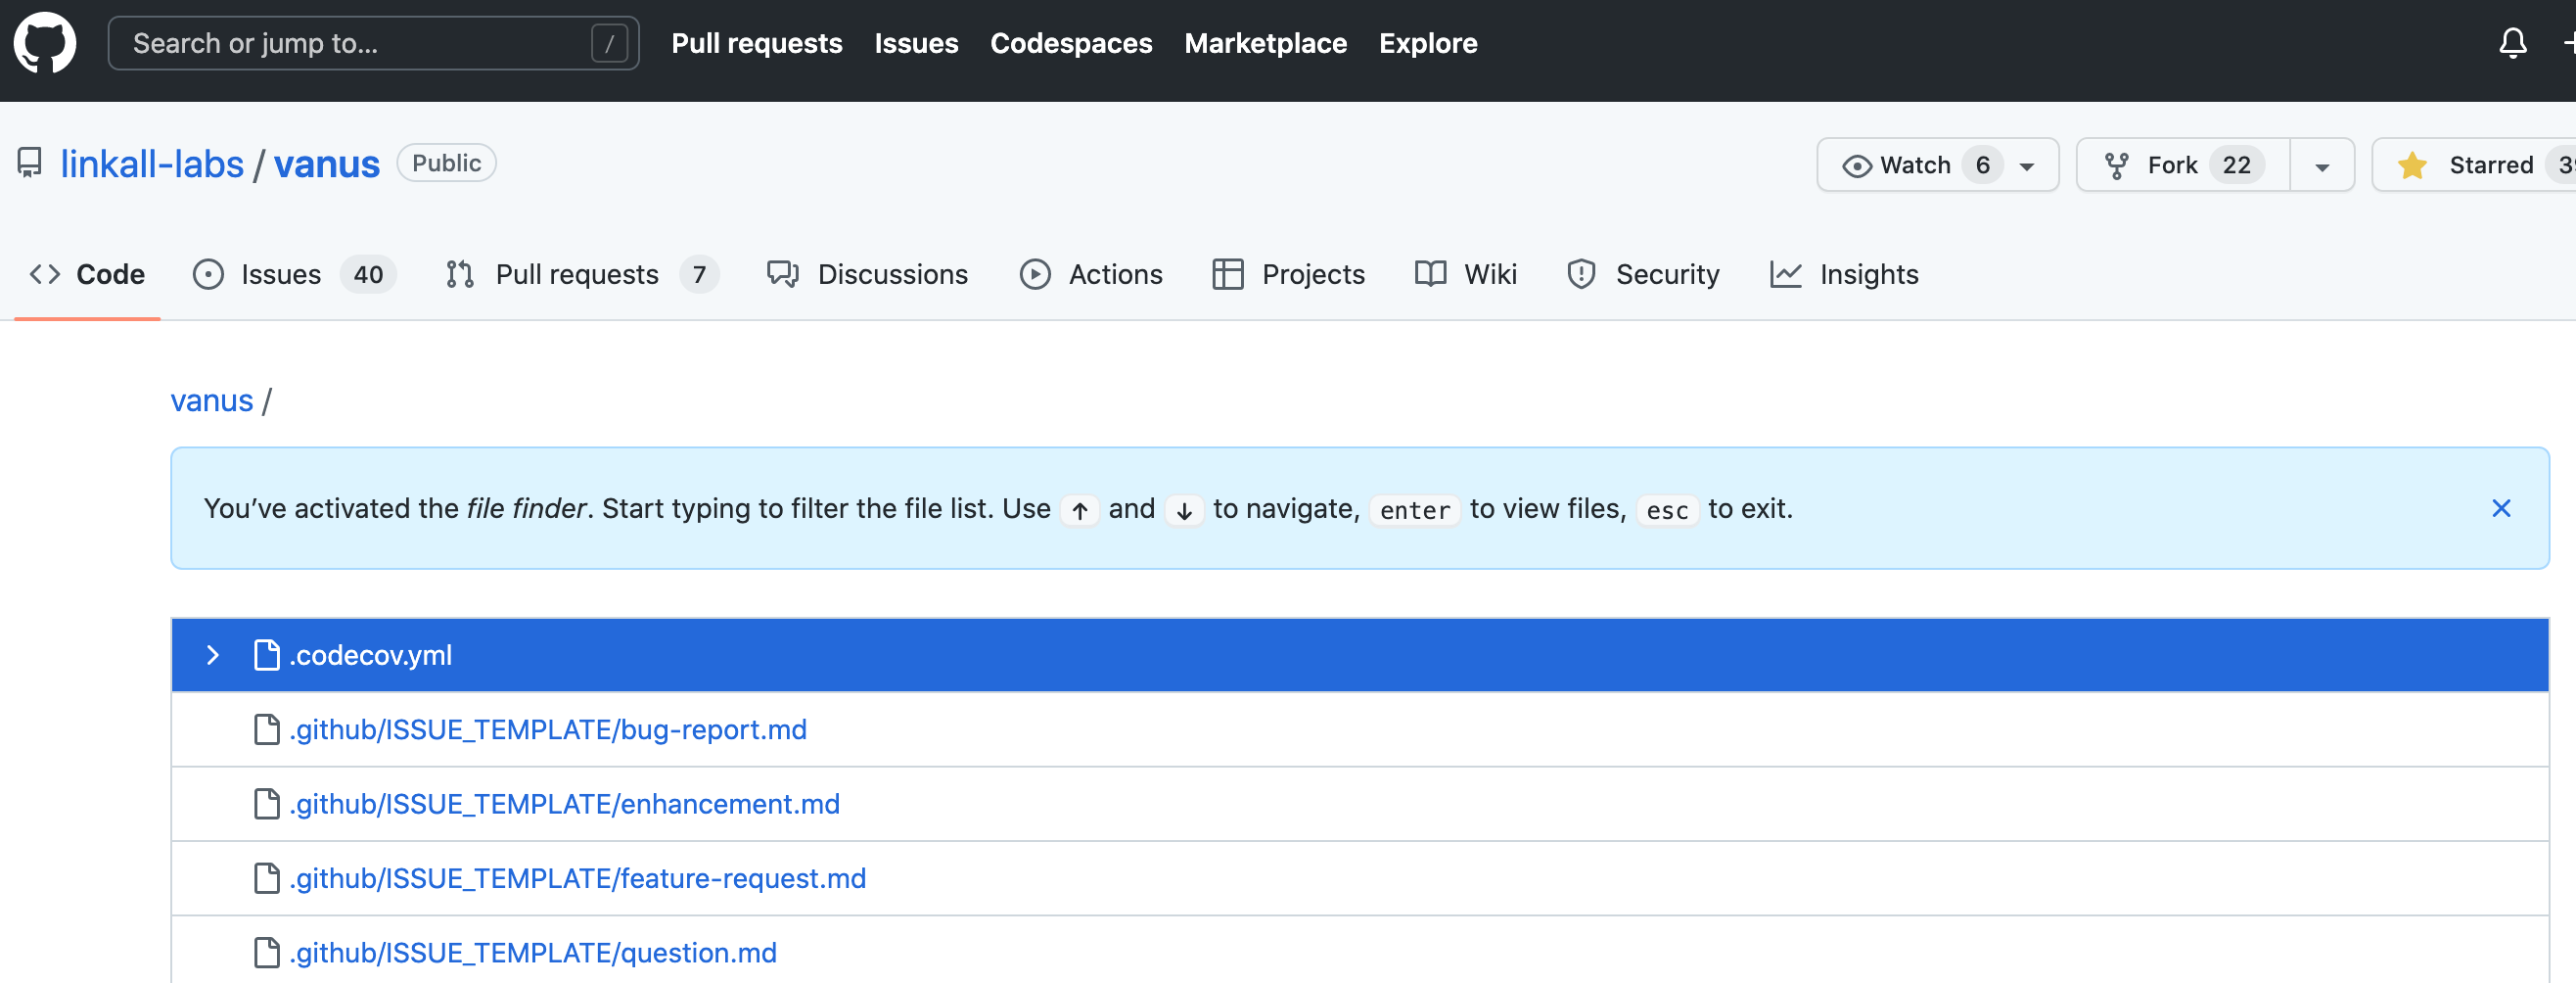 Search or jump to... / Pull requests Issues Codespaces Marketplace Explore
linkall-labs / vanus Public Watch 6 Fork 22 Starred
Code Issues 40 Pull requests 7 Discussions Actions Projects Wiki Security Insights
vanus /
You’ve activated the file finder. Start typing to filter the file list. Use ↑ and ↓ to navigate, enter to view files, esc to exit.
.codecov.yml
.github/ISSUE_TEMPLATE/bug-report.md
.github/ISSUE_TEMPLATE/enhancement.md
.github/ISSUE_TEMPLATE/feature-request.md
.github/ISSUE_TEMPLATE/question.md